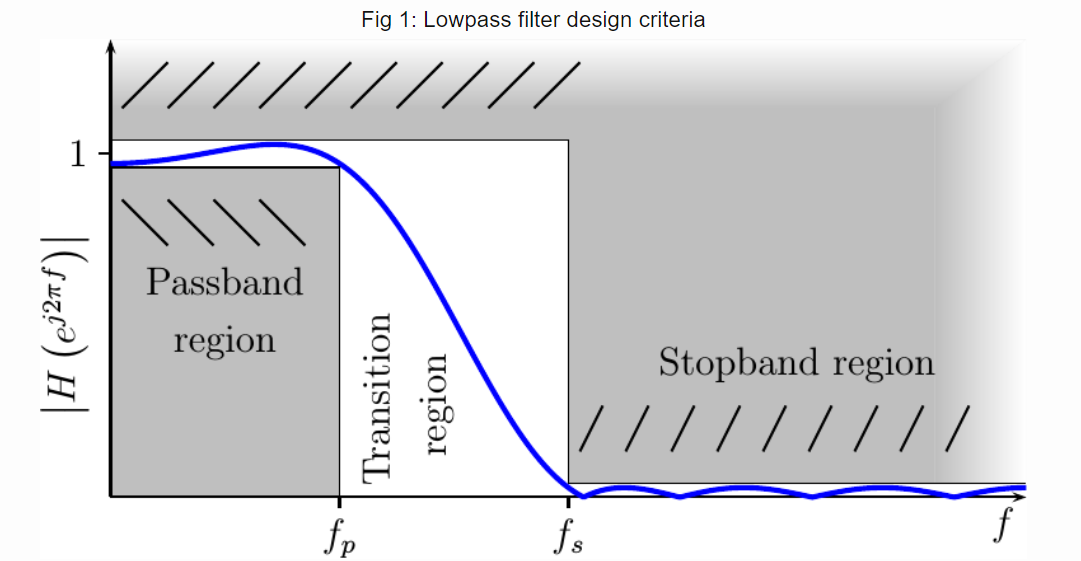 Fig 1: Lowpass filter design criteria
1
|H (e^{j2πf})|
Passband
region
Transition
region
Stopband region
f_p
f_s
f